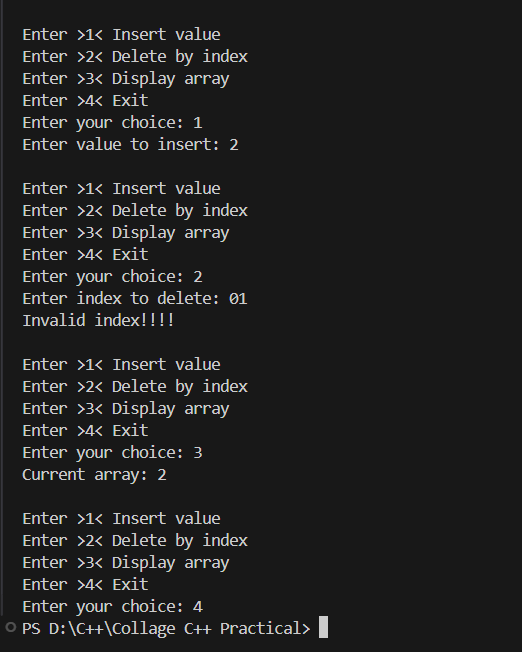 Enter >1< Insert value
Enter >2< Delete by index
Enter >3< Display array
Enter >4< Exit
Enter your choice: 1
Enter value to insert: 2
Enter >1< Insert value
Enter >2< Delete by index
Enter >3< Display array
Enter >4< Exit
Enter your choice: 2
Enter index to delete: 01
Invalid index!!!!
Enter >1< Insert value
Enter >2< Delete by index
Enter >3< Display array
Enter >4< Exit
Enter your choice: 3
Current array: 2
Enter >1< Insert value
Enter >2< Delete by index
Enter >3< Display array
Enter >4< Exit
Enter your choice: 4
PS D:\C++\Collage C++ Practical>